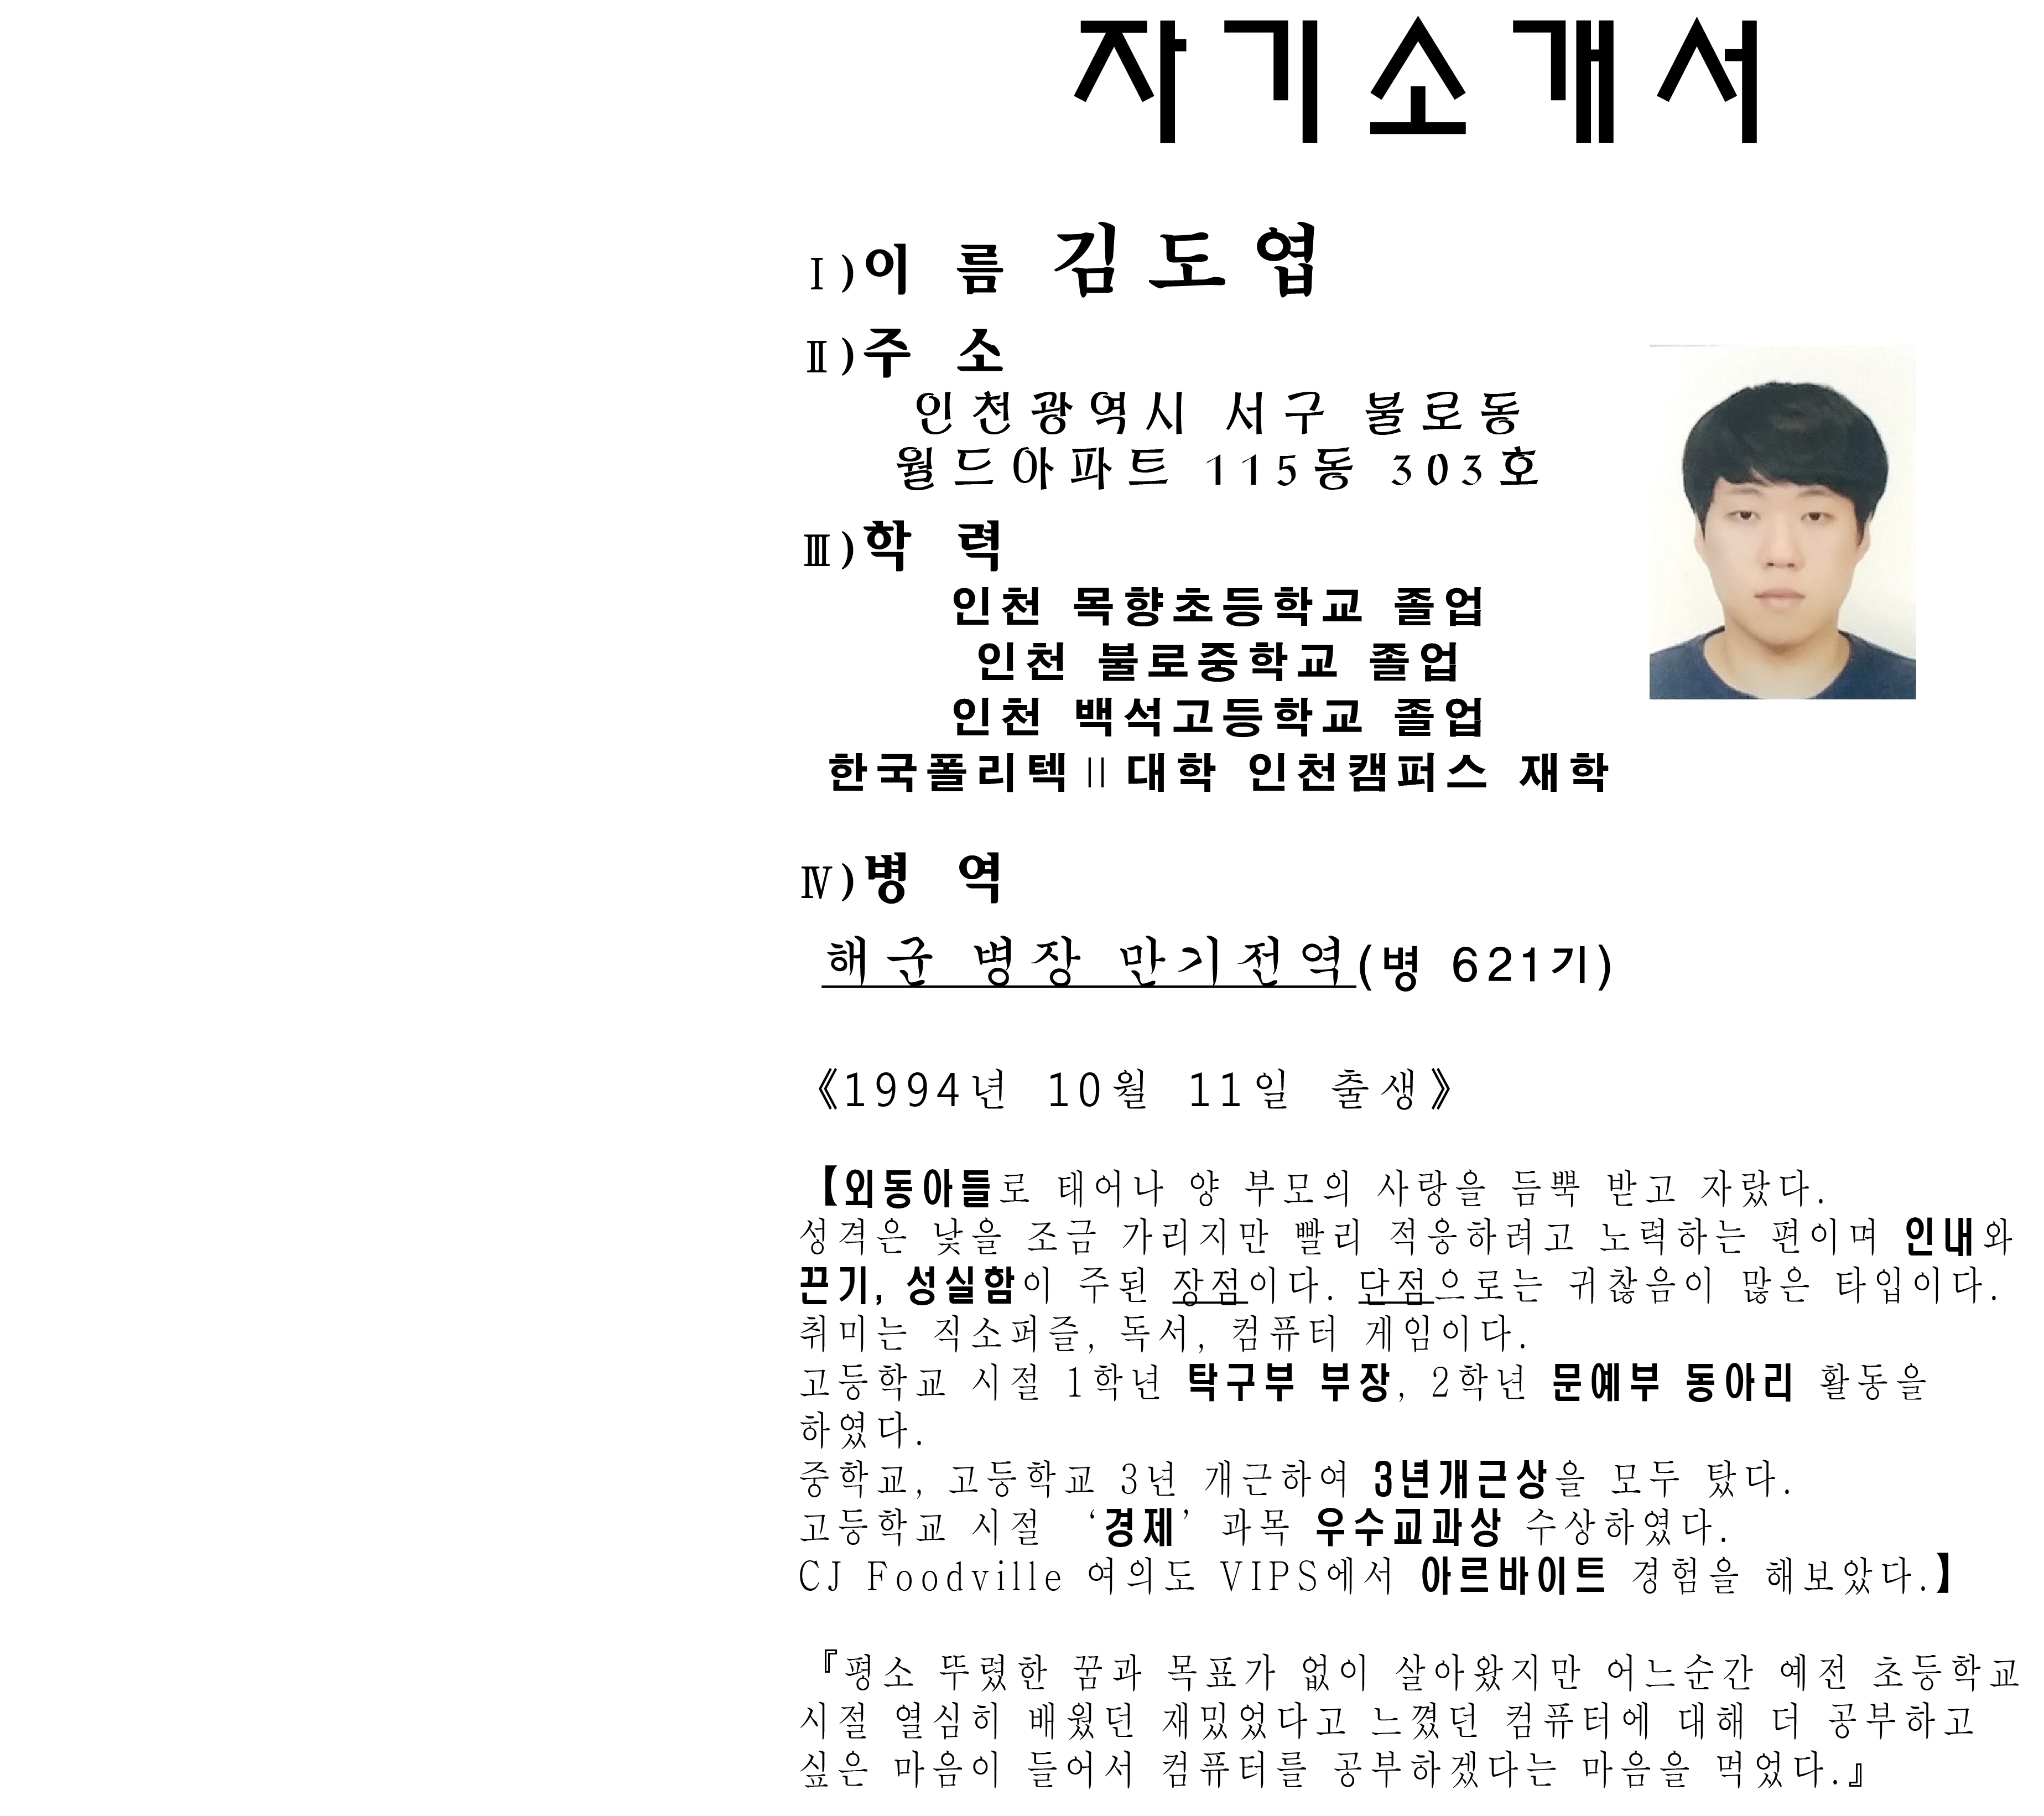 자기소개서
Ⅰ)이 름 김도엽
Ⅱ)주 소
인천광역시 서구 불로동
월드아파트 115동 303호
Ⅲ)학 력
인천 목향초등학교 졸업
인천 불로중학교 졸업
인천 백석고등학교 졸업
한국폴리텍Ⅱ대학 인천캠퍼스 재학
Ⅳ)병 역
해군 병장 만기전역(병 621기)
《1994년 10월 11일 출생》
【외동아들로 태어나 양 부모의 사랑을 듬뿍 받고 자랐다.
성격은 낯을 조금 가리지만 빨리 적응하려고 노력하는 편이며 인내와
끈기, 성실함이 주된 장점이다. 단점으로는 귀찮음이 많은 타입이다.
취미는 직소퍼즐, 독서, 컴퓨터 게임이다.
고등학교 시절 1학년 탁구부 부장, 2학년 문예부 동아리 활동을
하였다.
중학교, 고등학교 3년 개근하여 3년개근상을 모두 탔다.
고등학교 시절 ‘경제’ 과목 우수교과상 수상하였다.
CJ Foodville 여의도 VIPS에서 아르바이트 경험을 해보았다.】
『평소 뚜렸한 꿈과 목표가 없이 살아왔지만 어느순간 예전 초등학교
시절 열심히 배웠던 재밌었다고 느꼈던 컴퓨터에 대해 더 공부하고
싶은 마음이 들어서 컴퓨터를 공부하겠다는 마음을 먹었다.』